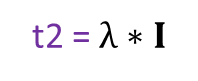 t2 = λ ∗ I